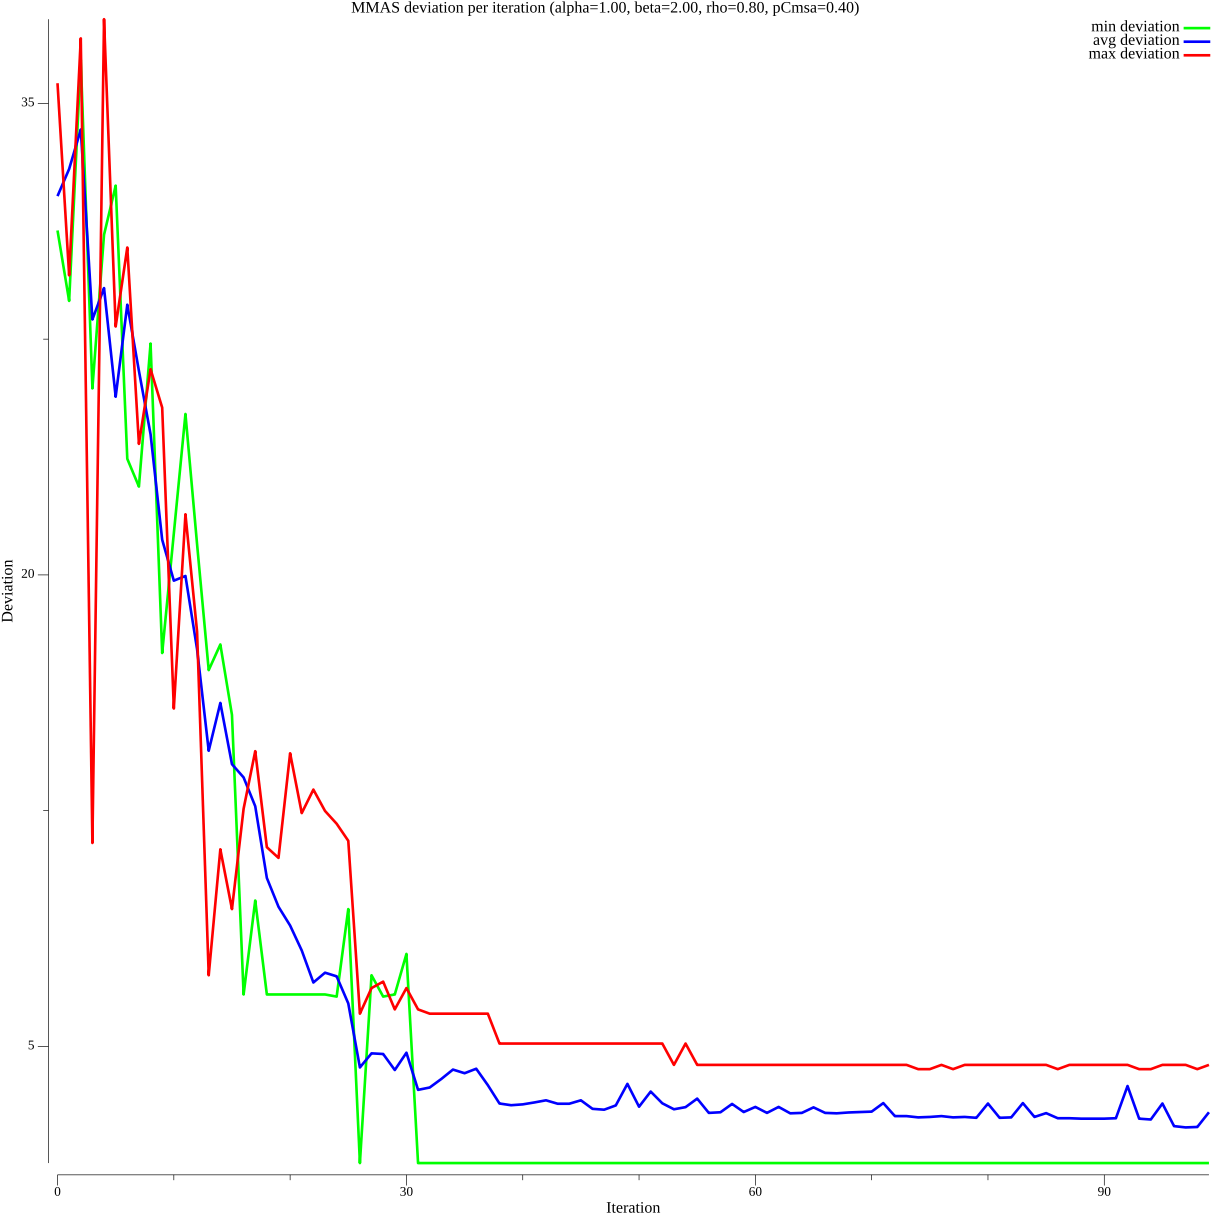 MMAS deviation per iteration (alpha=1.00, beta=2.00, rho=0.80, pCmsa=0.40)
min deviation
avg deviation
max deviation
35
20
5
Deviation
0
30
60
90
Iteration